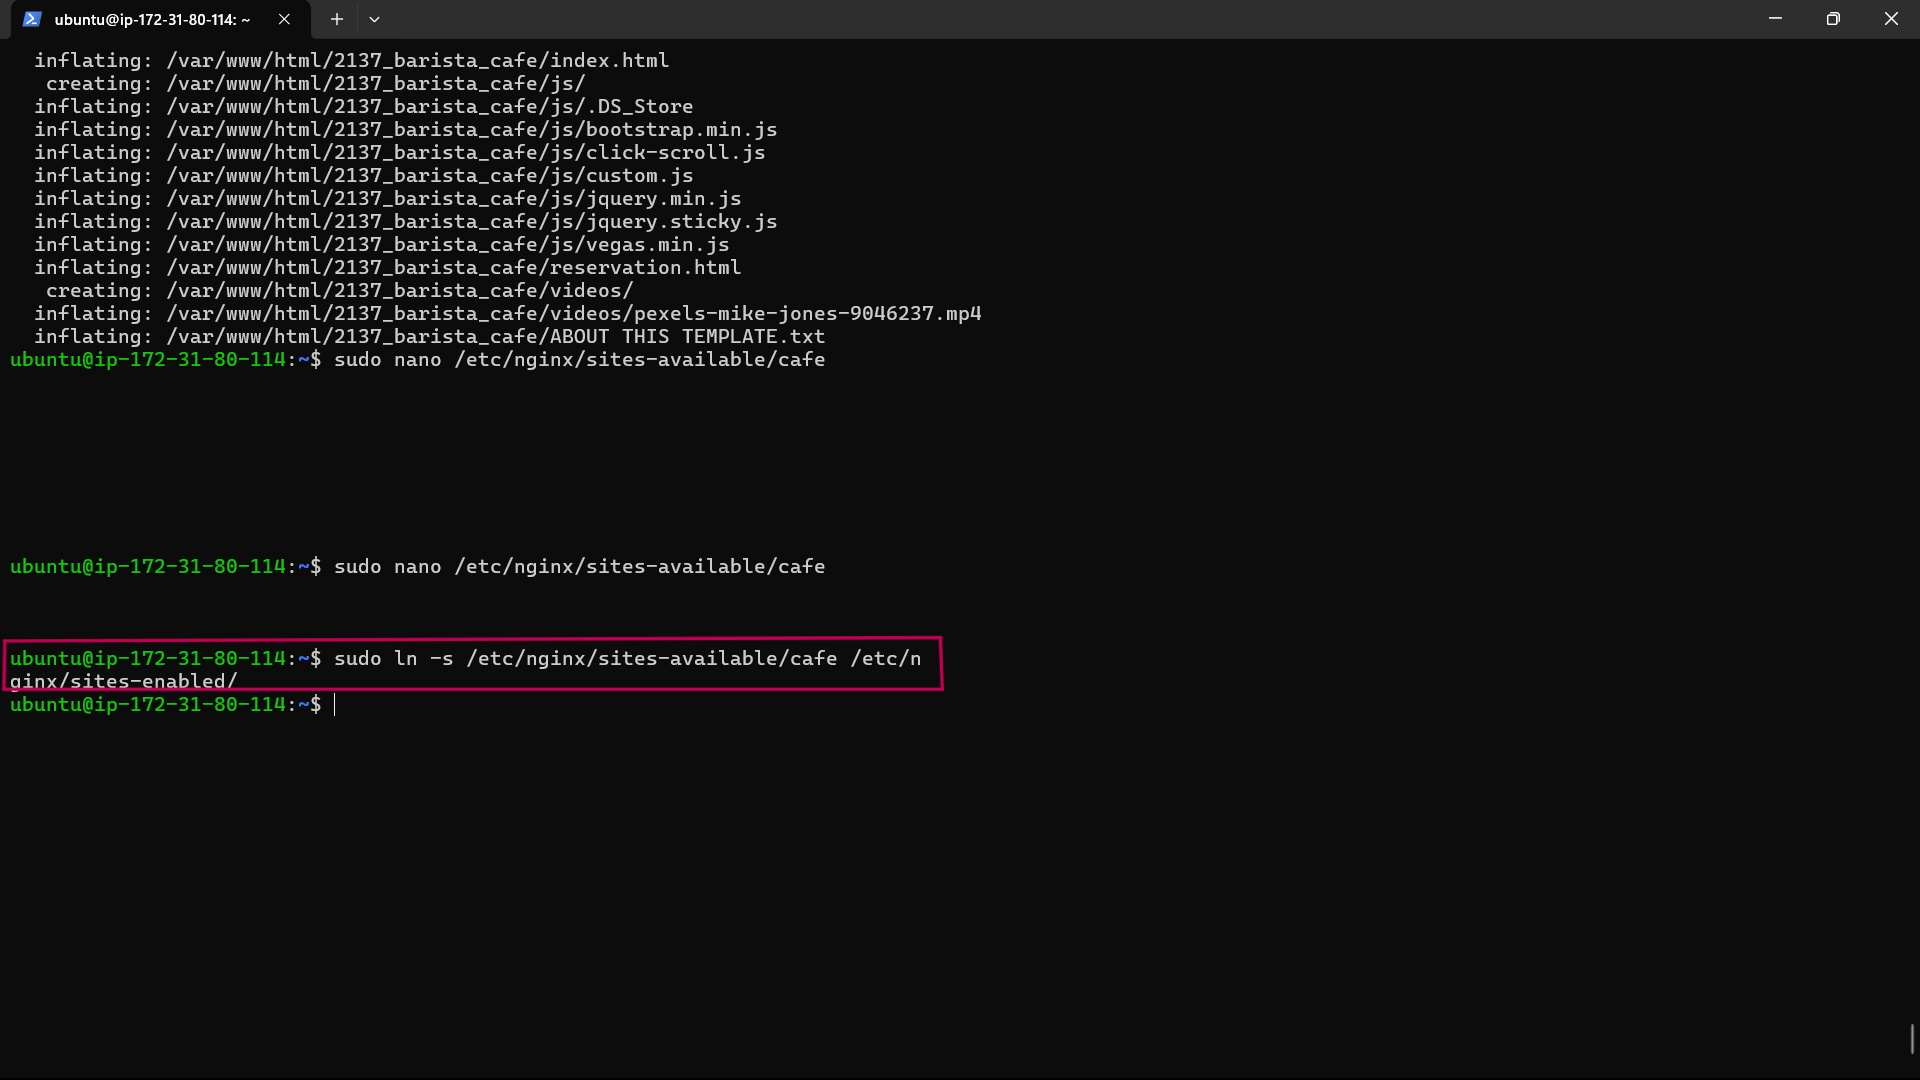 ubuntu@ip-172-31-80-114: ~
inflating: /var/www/html/2137_barista_cafe/index.html
creating: /var/www/html/2137_barista_cafe/js/
inflating: /var/www/html/2137_barista_cafe/js/.DS_Store
inflating: /var/www/html/2137_barista_cafe/js/bootstrap.min.js
inflating: /var/www/html/2137_barista_cafe/js/click-scroll.js
inflating: /var/www/html/2137_barista_cafe/js/custom.js
inflating: /var/www/html/2137_barista_cafe/js/jquery.min.js
inflating: /var/www/html/2137_barista_cafe/js/jquery.sticky.js
inflating: /var/www/html/2137_barista_cafe/js/vegas.min.js
inflating: /var/www/html/2137_barista_cafe/reservation.html
creating: /var/www/html/2137_barista_cafe/videos/
inflating: /var/www/html/2137_barista_cafe/videos/pexels-mike-jones-9046237.mp4
inflating: /var/www/html/2137_barista_cafe/ABOUT THIS TEMPLATE.txt
ubuntu@ip-172-31-80-114:~$ sudo nano /etc/nginx/sites-available/cafe
ubuntu@ip-172-31-80-114:~$ sudo nano /etc/nginx/sites-available/cafe
ubuntu@ip-172-31-80-114:~$ sudo ln -s /etc/nginx/sites-available/cafe /etc/n
ginx/sites-enabled/
ubuntu@ip-172-31-80-114:~$